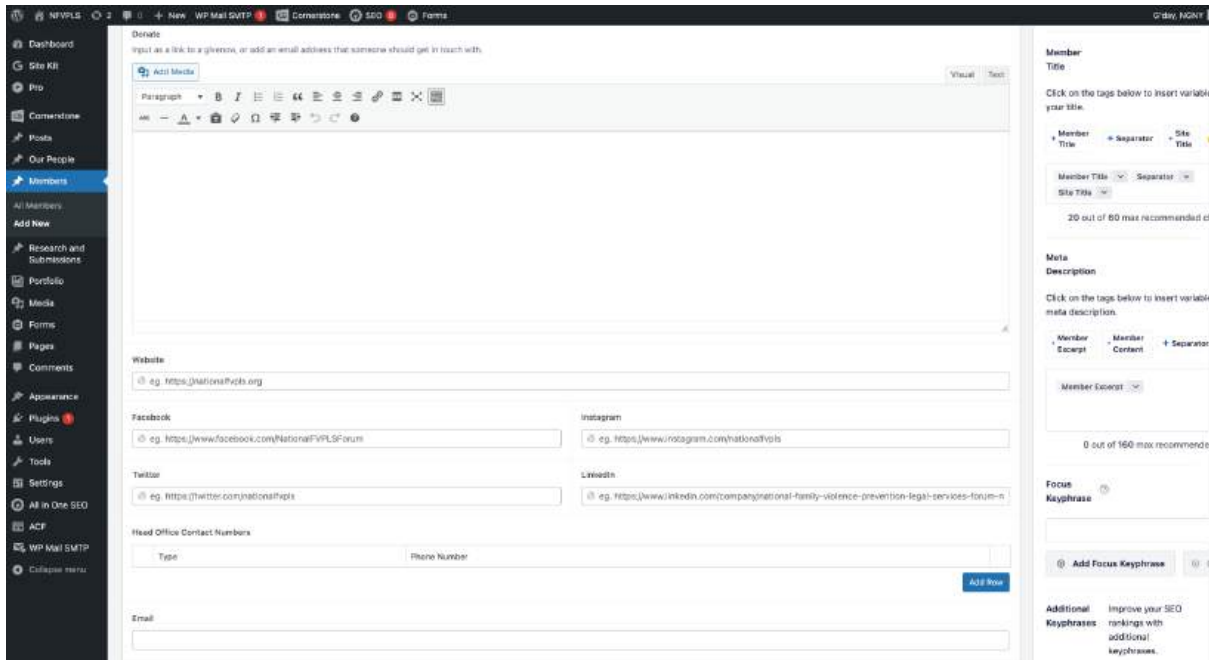 NFVPLS 2 0 + New WP Mail SMTP 1 Cornerstone SEO Forms G'day, NGNY
Dashboard
Site Kit
Pro
Cornerstone
Posts
Our People
Members
All Members
Add New
Research and
Submissions
Portfolio
Media
Forms
Pages
Comments
Appearance
Plugins 1
Users
Tools
Settings
All in One SEO
ACF
WP Mail SMTP
Collapse menu
Donate
Input as a link to a givenow, or add an email address that someone should get in touch with.
Add Media
Visual Text
Paragraph
Website
eg. https://nationalfvpls.org
Facebook
Instagram
eg. https://www.facebook.com/NationalFVPLSForum
eg. https://www.instagram.com/nationalfvpls
Twitter
LinkedIn
eg. https://twitter.com/nationalfvpls
eg. https://www.linkedin.com/company/national-family-violence-prevention-legal-services-forum-n
Head Office Contact Numbers
Type Phone Number
Add Row
Email
Member
Title
Click on the tags below to insert variable
your title.
+ Member
Title
+ Separator
+ Site
Title
Member Title Separator
Site Title
20 out of 60 max recommended c
Meta
Description
Click on the tags below to insert variable
meta description.
+ Member
Excerpt
+ Member
Content
+ Separator
Member Excerpt
0 out of 160 max recommende
Focus
Keyphrase
Add Focus Keyphrase
Additional
Keyphrases
Improve your SEO
rankings with
additional
keyphrases.